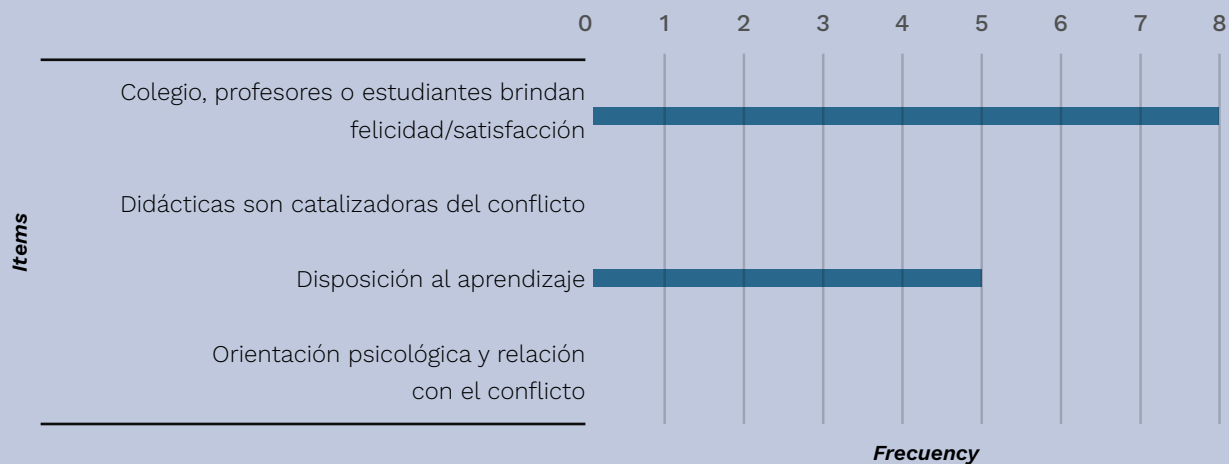 0 1 2 3 4 5 6 7 8
Colegio, profesores o estudiantes brindan
felicidad/satisfacción
Didácticas son catalizadoras del conflicto
Items
Disposición al aprendizaje
Orientación psicológica y relación
con el conflicto
Frecuency